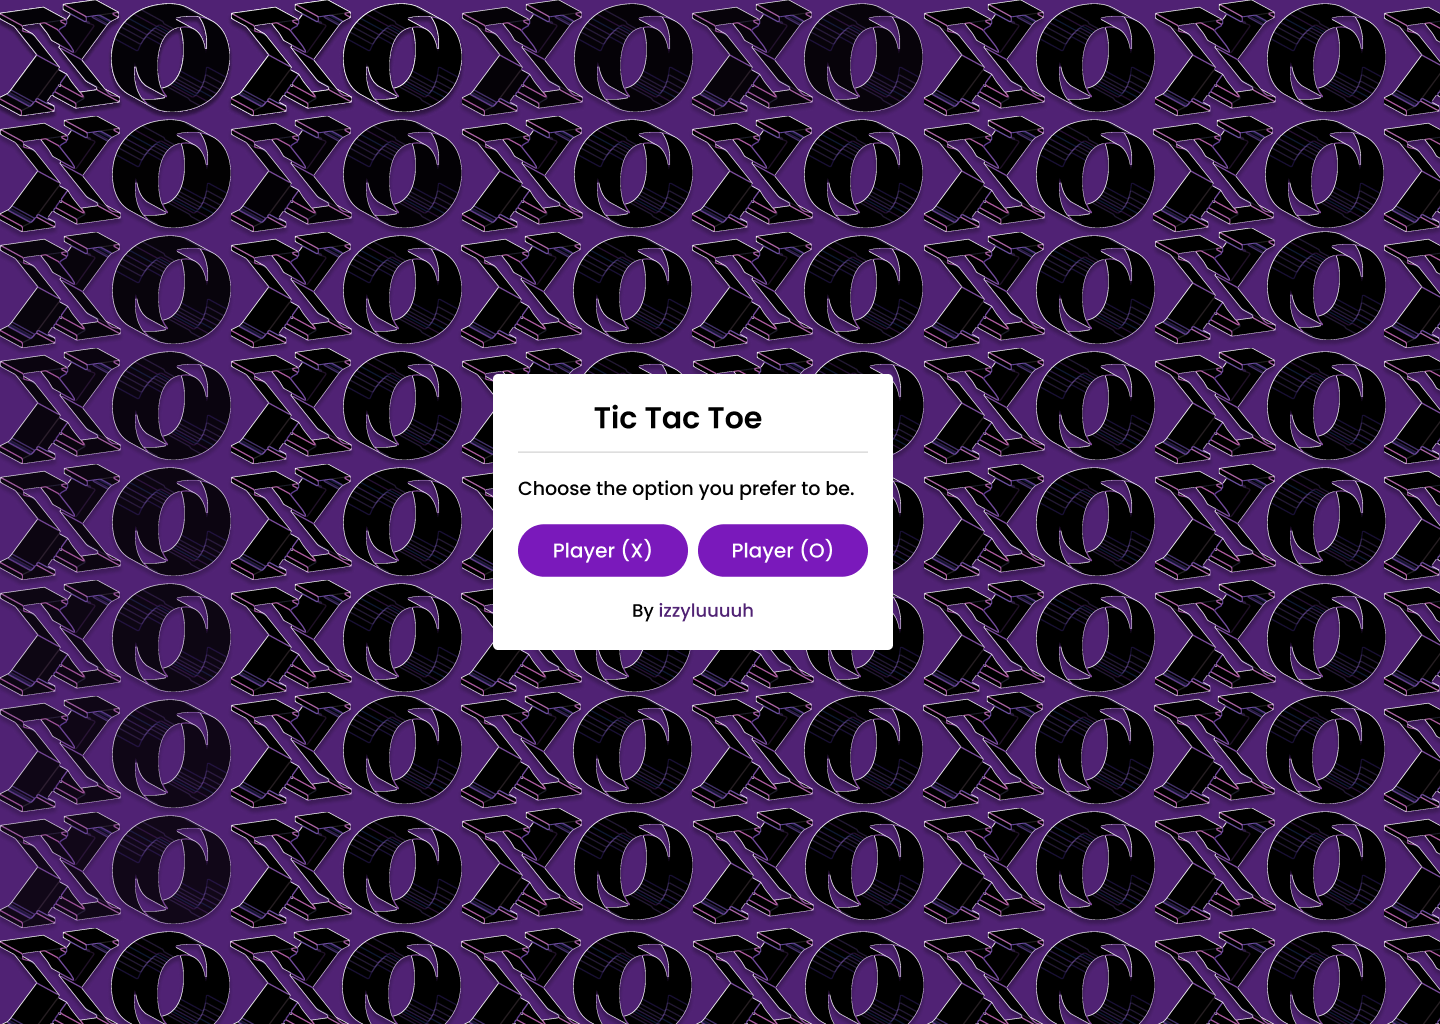 Tic Tac Toe
Choose the option you prefer to be.
Player (X) Player (O)
By izzyluuuuh